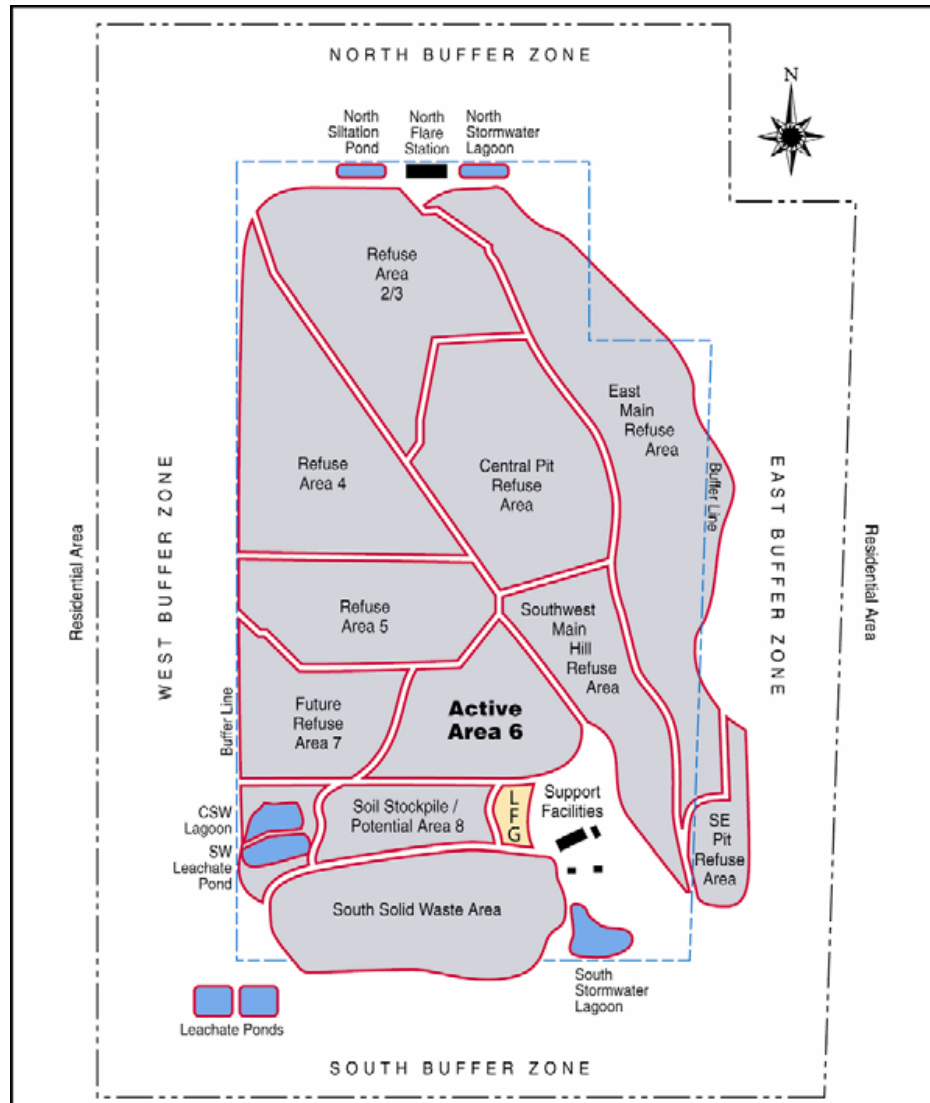 NORTH BUFFER ZONE
N
North
Siltation
Pond
North
Flare
Station
North
Stormwater
Lagoon
Refuse
Area
2/3
East
Main
Refuse
Area
Refuse
Area 4
Central Pit
Refuse
Area
Buffer Line
EAST BUFFER ZONE
Residential Area
Residential Area
WEST BUFFER ZONE
Refuse
Area 5
Southwest
Main
Hill
Refuse
Area
Future
Refuse
Area 7
Active
Area 6
Buffer Line
CSW
Lagoon
SW
Leachate
Pond
Soil Stockpile /
Potential Area 8
LFG
Support
Facilities
SE
Pit
Refuse
Area
South Solid Waste Area
South
Stormwater
Lagoon
Leachate Ponds
SOUTH BUFFER ZONE